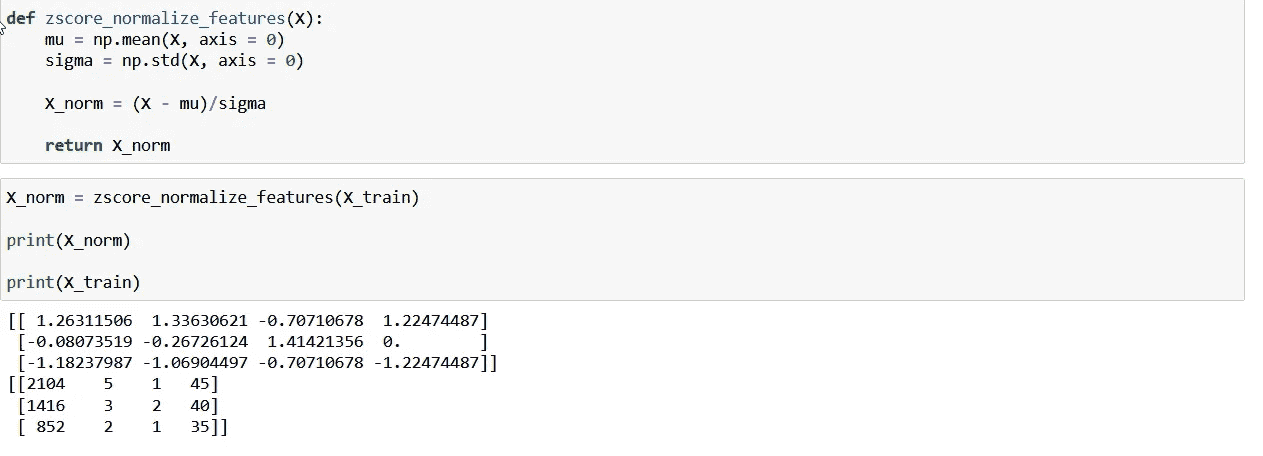 def zscore_normalize_features(X):
    mu = np.mean(X, axis = 0)
    sigma = np.std(X, axis = 0)
    X_norm = (X - mu)/sigma
    return X_norm
X_norm = zscore_normalize_features(X_train)
print(X_norm)
print(X_train)
[[ 1.26311506  1.33630621 -0.70710678  1.22474487]
 [-0.08073519 -0.26726124  1.41421356  0.        ]
 [-1.18237987 -1.06904497 -0.70710678 -1.22474487]]
[[2104    5    1   45]
 [1416    3    2   40]
 [ 852    2    1   35]]